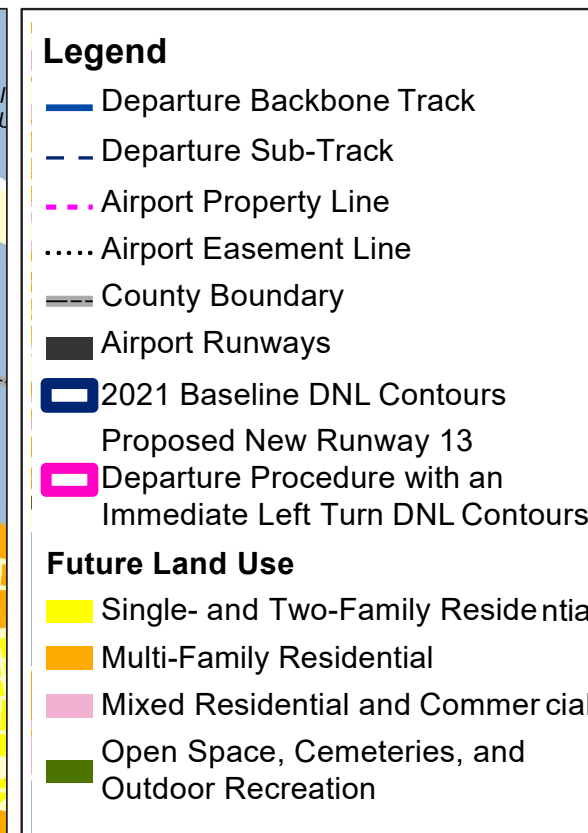 Legend
Departure Backbone Track
Departure Sub-Track
Airport Property Line
Airport Easement Line
County Boundary
Airport Runways
2021 Baseline DNL Contours
Proposed New Runway 13
Departure Procedure with an
Immediate Left Turn DNL Contours
Future Land Use
Single- and Two-Family Residentia
Multi-Family Residential
Mixed Residential and Commercial
Open Space, Cemeteries, and
Outdoor Recreation